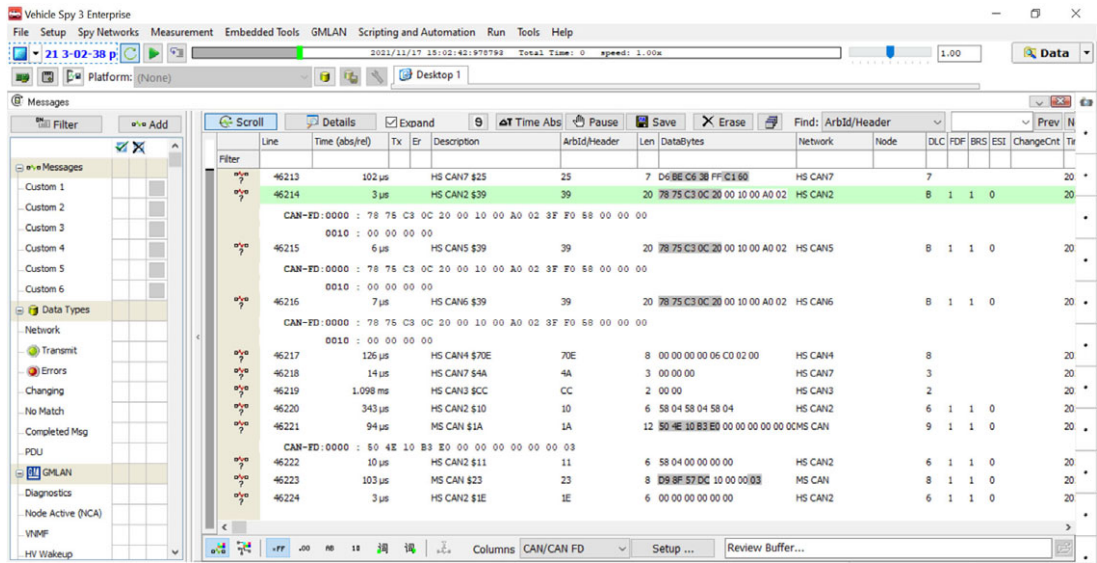 Vehicle Spy 3 Enterprise
File Setup Spy Networks Measurement Embedded Tools GMLAN Scripting and Automation Run Tools Help
21 3-02-38 p 2021/11/17 15:02:42:978793 Total Time: 0 speed: 1.00x 1.00 Data
Platform: (None) Desktop 1
Messages
Filter Add Scroll Details Expand 9 ΔT Time Abs Pause Save Erase Find: ArbId/Header Prev N
Line Time (abs/rel) Tx Er Description ArbId/Header Len DataBytes Network Node DLC FDF BRS ESI ChangeCnt
Filter
Messages
Custom 1
Custom 2
Custom 3
Custom 4
Custom 5
Custom 6
Data Types
Network
Transmit
Errors
Changing
No Match
Completed Msg
PDU
GMLAN
Diagnostics
Node Active (NCA)
VNMF
HV Wakeup
46213 102 µs HS CAN7 $25 25 7 D6 BE C6 3B FF C1 60 HS CAN7 7 20
46214 3 µs HS CAN2 $39 39 20 78 75 C3 0C 20 00 10 00 A0 02 HS CAN2 B 1 1 0 20
CAN-FD:0000 : 78 75 C3 0C 20 00 10 00 A0 02 3F F0 58 00 00 00
0010 : 00 00 00 00
46215 6 µs HS CAN5 $39 39 20 78 75 C3 0C 20 00 10 00 A0 02 HS CAN5 B 1 1 0 20
CAN-FD:0000 : 78 75 C3 0C 20 00 10 00 A0 02 3F F0 58 00 00 00
0010 : 00 00 00 00
46216 7 µs HS CAN6 $39 39 20 78 75 C3 0C 20 00 10 00 A0 02 HS CAN6 B 1 1 0 20
CAN-FD:0000 : 78 75 C3 0C 20 00 10 00 A0 02 3F F0 58 00 00 00
0010 : 00 00 00 00
46217 126 µs HS CAN4 $70E 70E 8 00 00 00 00 06 C0 02 00 HS CAN4 8 20
46218 14 µs HS CAN7 $4A 4A 3 00 00 00 HS CAN7 3 20
46219 1.098 ms HS CAN3 $CC CC 2 00 00 HS CAN3 2 20
46220 343 µs HS CAN2 $10 10 6 58 04 58 04 58 04 HS CAN2 6 1 1 0 20
46221 94 µs MS CAN $1A 1A 12 50 4E 10 B3 E0 00 00 00 00 00 0C MS CAN 9 1 1 0 20
CAN-FD:0000 : 50 4E 10 B3 E0 00 00 00 00 00 00 03
46222 10 µs HS CAN2 $11 11 6 58 04 00 00 00 00 HS CAN2 6 1 1 0 20
46223 103 µs MS CAN $23 23 8 D9 8F 57 DC 10 00 00 03 MS CAN 8 1 1 0 20
46224 3 µs HS CAN2 $1E 1E 6 00 00 00 00 00 00 HS CAN2 6 1 1 0 20
Columns CAN/CAN FD Setup ... Review Buffer...